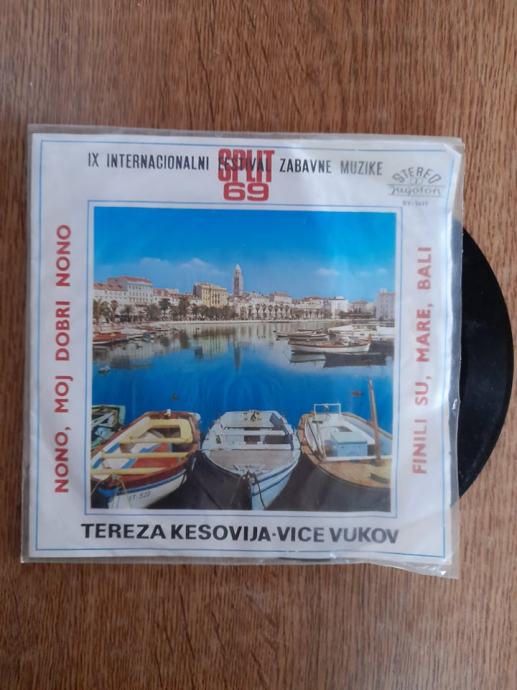 IX INTERNACIONALNI FESTIVAL ZABAVNE MUZIKE
SPLIT
69
STEREO
Jugoton
NONO, MOJ DOBRI NONO
FINILI SU, MARE, BALI
TEREZA KESOVIJA·VICE VUKOV